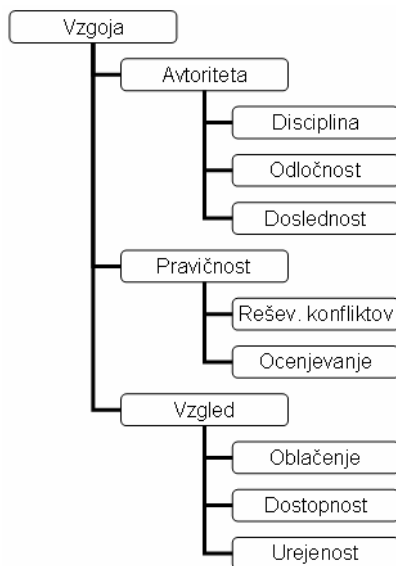 Vzgoja
Avtoriteta
Disciplina
Odločnost
Doslednost
Pravičnost
Rešev. konfliktov
Ocenjevanje
Vzgled
Oblačenje
Dostopnost
Urejenost